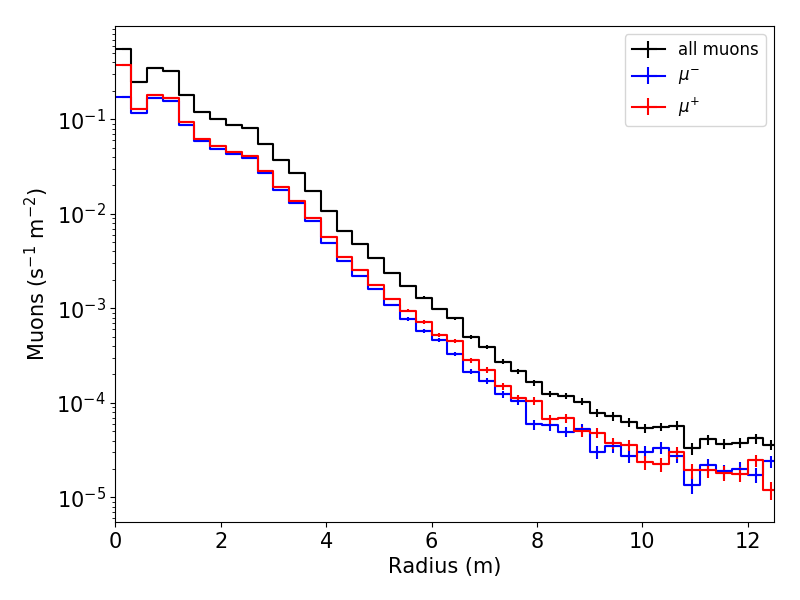 all muons
μ⁻
μ⁺
10⁻¹
10⁻²
10⁻³
10⁻⁴
10⁻⁵
Muons (s⁻¹ m⁻²)
0 2 4 6 8 10 12
Radius (m)